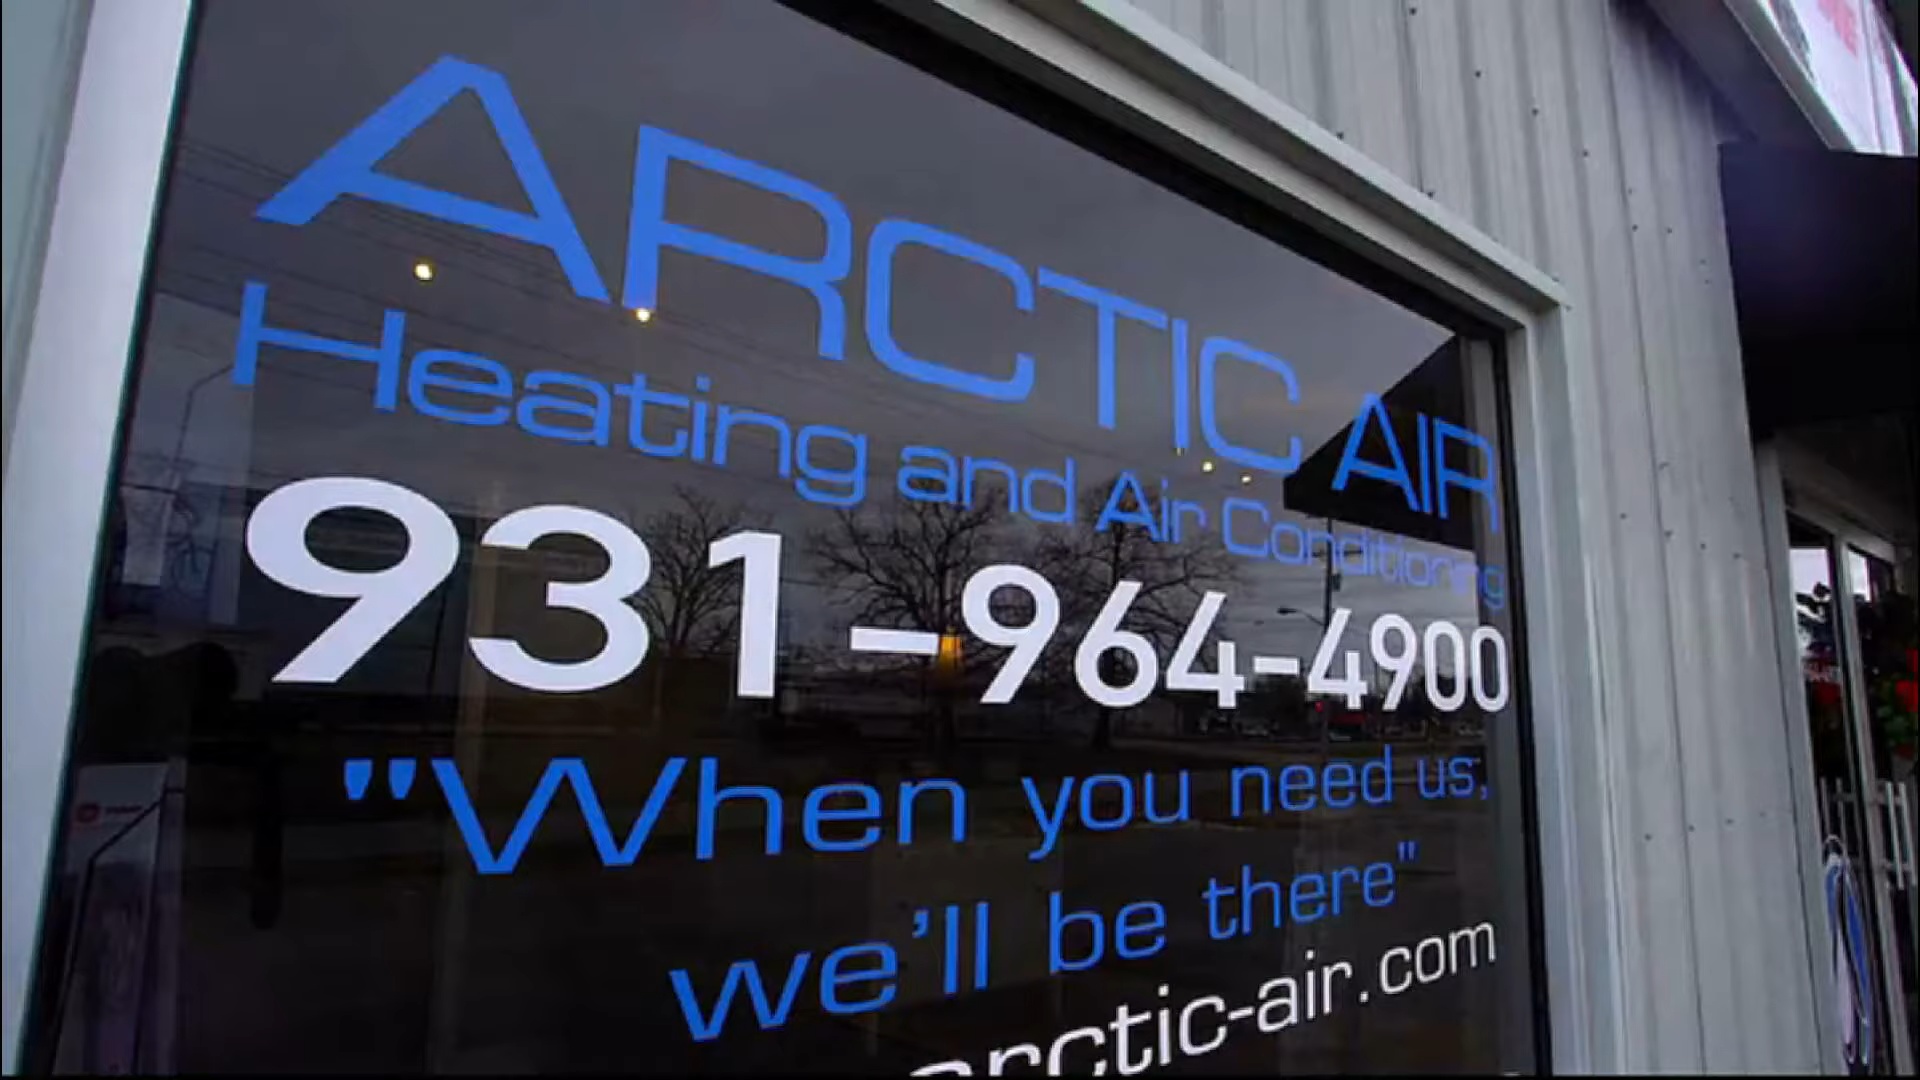 ARCTIC AIR
Heating and Air Conditioning
931-964-4900
"When you need us,
we'll be there"
arctic-air.com